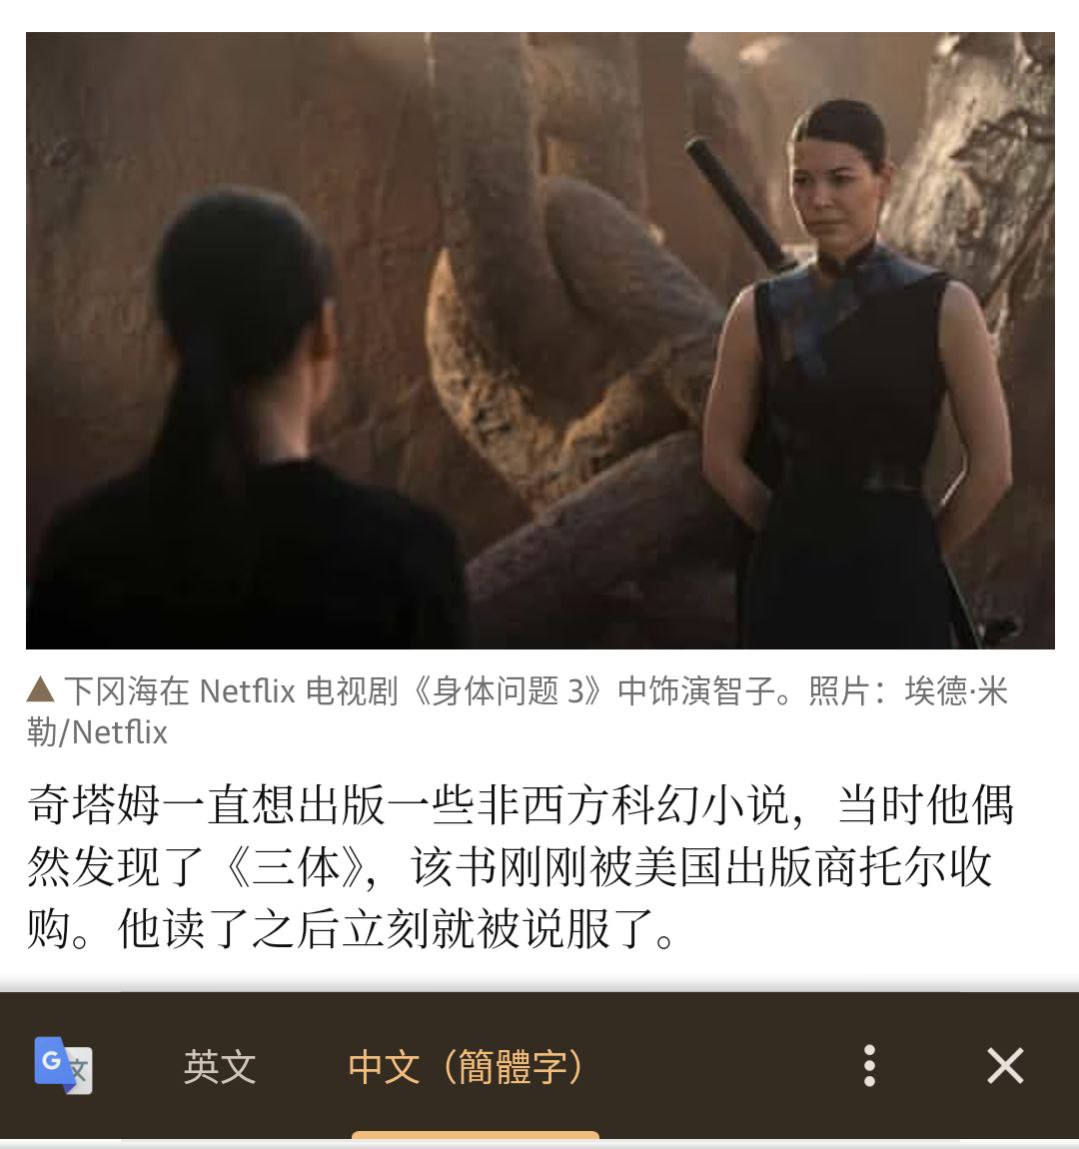 ▲ 下冈海在 Netflix 电视剧《身体问题 3》中饰演智子。照片：埃德·米
勒/Netflix
奇塔姆一直想出版一些非西方科幻小说，当时他偶
然发现了《三体》，该书刚刚被美国出版商托尔收
购。他读了之后立刻就被说服了。
G 文 英文 中文（簡體字）